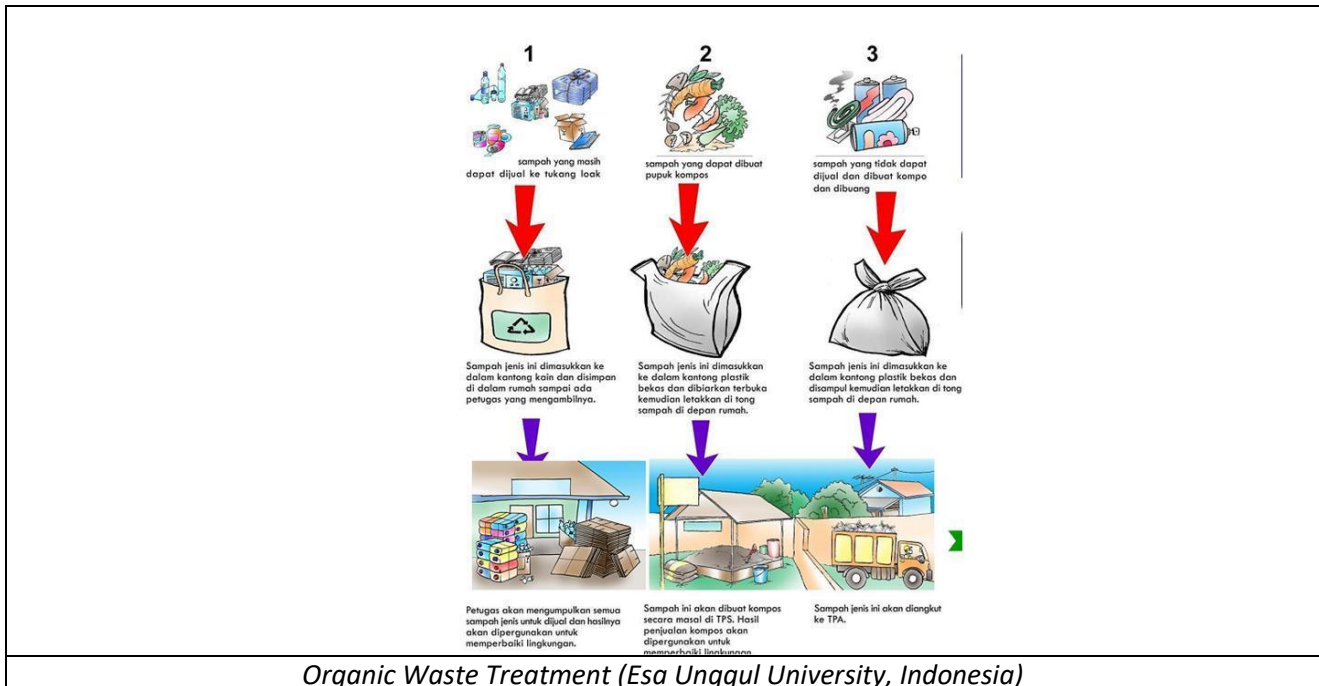 1
2
3
sampah yang masih
dapat dijual ke tukang loak
sampah yang dapat dibuat
pupuk kompos
sampah yang tidak dapat
dijual dan dibuat kompo
dan dibuang
Sampah jenis ini dimasukkan ke
dalam kantong kain dan disimpan
di dalam rumah sampai ada
petugas yang mengambilnya.
Sampah jenis ini dimasukkan
ke dalam kantong plastik
bekas dan dibiarkan terbuka
kemudian letakkan di tong
sampah di depan rumah.
Sampah jenis ini dimasukkan ke
dalam kantong plastik bekas dan
disampul kemudian letakkan di tong
sampah di depan rumah.
Petugas akan mengumpulkan semua
sampah jenis untuk dijual dan hasilnya
akan dipergunakan untuk
memperbaiki lingkungan.
Sampah ini akan dibuat kompos
secara masal di TPS. Hasil
penjualan kompos akan
dipergunakan untuk
memperbaiki lingkungan
Sampah jenis ini akan diangkut
ke TPA.
Organic Waste Treatment (Esa Unggul University, Indonesia)